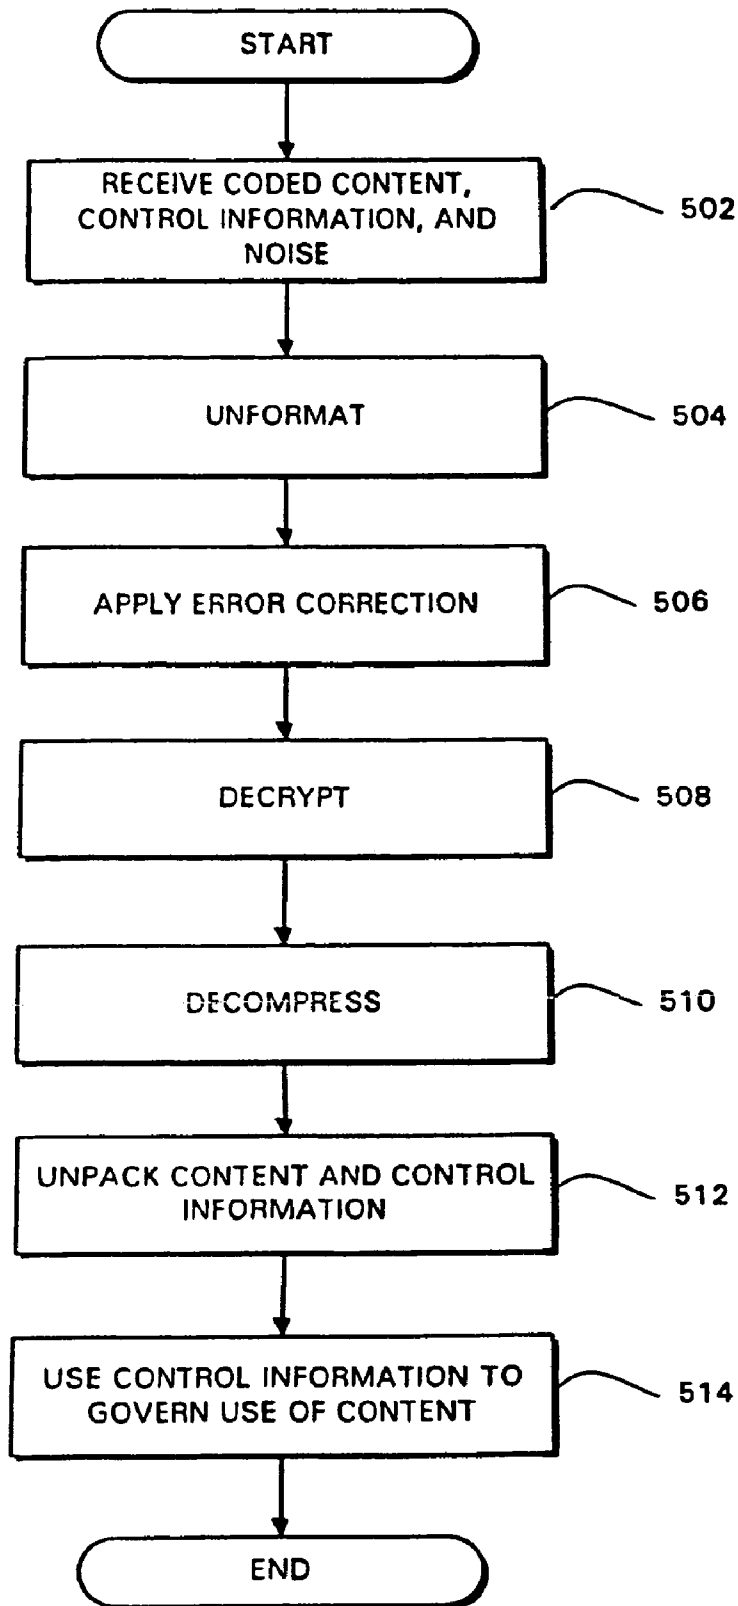 START
RECEIVE CODED CONTENT,
CONTROL INFORMATION, AND
NOISE
502
UNFORMAT
504
APPLY ERROR CORRECTION
506
DECRYPT
508
DECOMPRESS
510
UNPACK CONTENT AND CONTROL
INFORMATION
512
USE CONTROL INFORMATION TO
GOVERN USE OF CONTENT
514
END